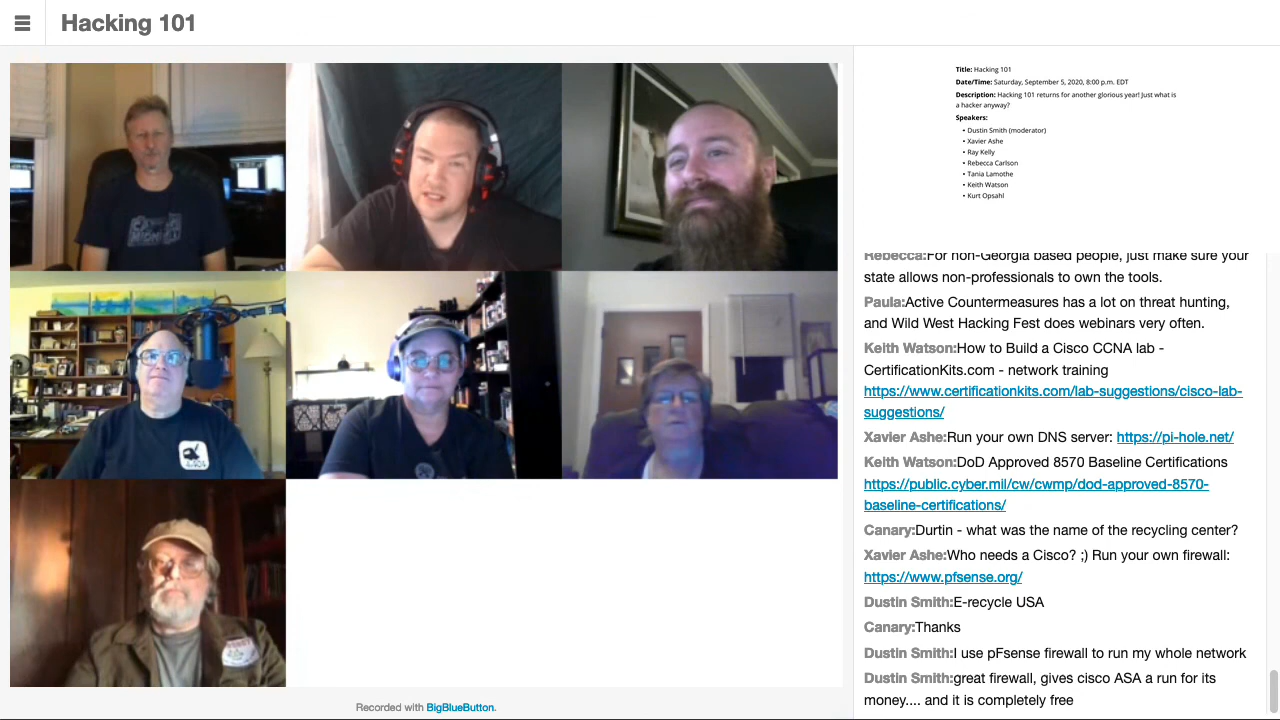 Hacking 101
Title: Hacking 101
Date/Time: Saturday, September 5, 2020, 8:00 p.m. EDT
Description: Hacking 101 returns for another glorious year! Just what is
a hacker anyway?
Speakers:
• Dustin Smith (moderator)
• Xavier Ashe
• Ray Kelly
• Rebecca Carlson
• Tania Lamothe
• Keith Watson
• Kurt Opsahl
Rebecca:For non-Georgia based people, just make sure your
state allows non-professionals to own the tools.
Paula:Active Countermeasures has a lot on threat hunting,
and Wild West Hacking Fest does webinars very often.
Keith Watson:How to Build a Cisco CCNA lab -
CertificationKits.com - network training
https://www.certificationkits.com/lab-suggestions/cisco-lab-
suggestions/
Xavier Ashe:Run your own DNS server: https://pi-hole.net/
Keith Watson:DoD Approved 8570 Baseline Certifications
https://public.cyber.mil/cw/cwmp/dod-approved-8570-
baseline-certifications/
Canary:Durtin - what was the name of the recycling center?
Xavier Ashe:Who needs a Cisco? ;) Run your own firewall:
https://www.pfsense.org/
Dustin Smith:E-recycle USA
Canary:Thanks
Dustin Smith:I use pFsense firewall to run my whole network
Dustin Smith:great firewall, gives cisco ASA a run for its
money.... and it is completely free
Recorded with BigBlueButton.